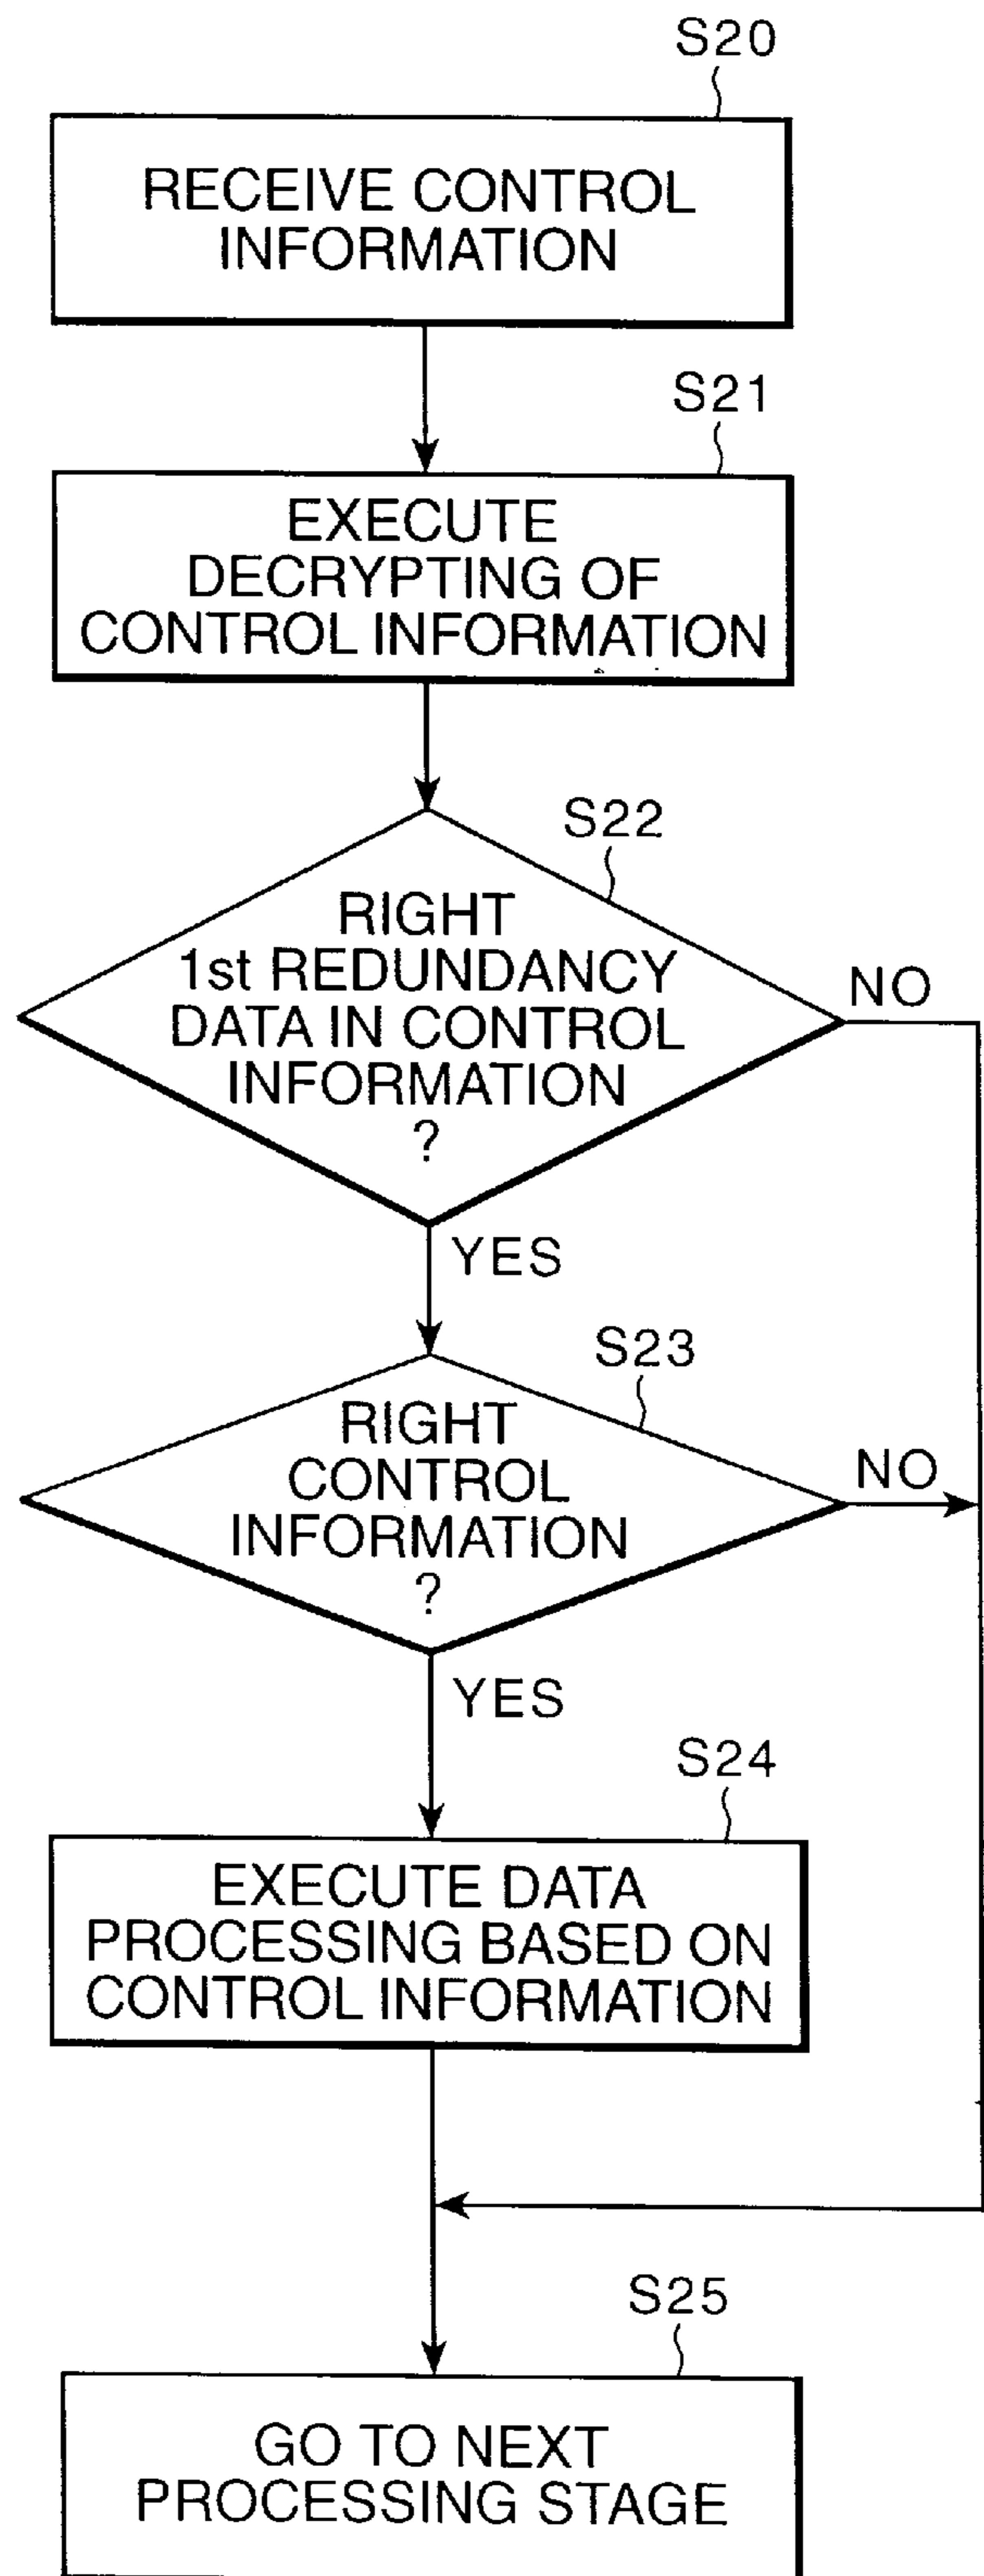 S20
RECEIVE CONTROL
INFORMATION
S21
EXECUTE
DECRYPTING OF
CONTROL INFORMATION
S22
RIGHT
1st REDUNDANCY
DATA IN CONTROL
INFORMATION
?
NO
YES
S23
RIGHT
CONTROL
INFORMATION
?
NO
YES
S24
EXECUTE DATA
PROCESSING BASED ON
CONTROL INFORMATION
S25
GO TO NEXT
PROCESSING STAGE